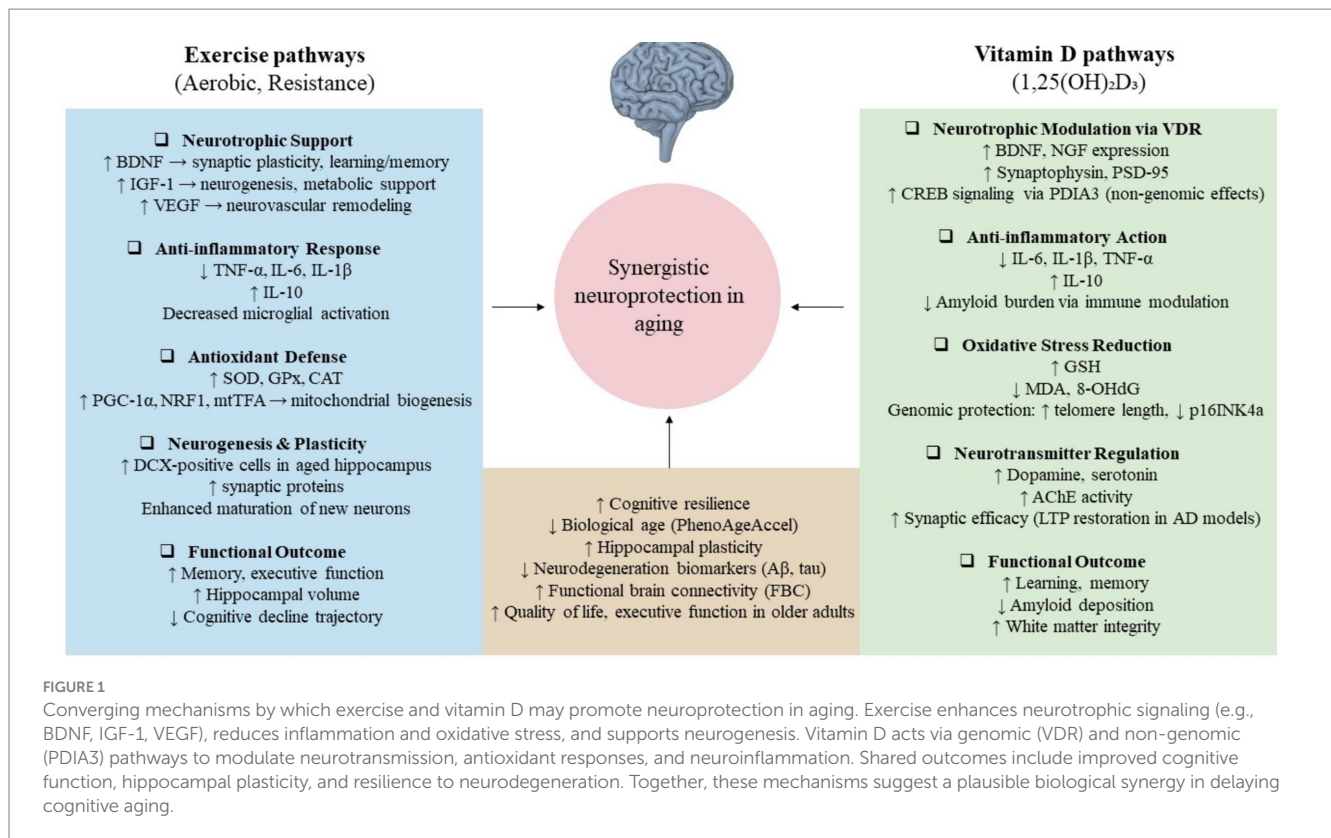 Exercise pathways
(Aerobic, Resistance)
❑ Neurotrophic Support
↑ BDNF → synaptic plasticity, learning/memory
↑ IGF-1 → neurogenesis, metabolic support
↑ VEGF → neurovascular remodeling
❑ Anti-inflammatory Response
↓ TNF-α, IL-6, IL-1β
↑ IL-10
Decreased microglial activation
❑ Antioxidant Defense
↑ SOD, GPx, CAT
↑ PGC-1α, NRF1, mtTFA → mitochondrial biogenesis
❑ Neurogenesis & Plasticity
↑ DCX-positive cells in aged hippocampus
↑ synaptic proteins
Enhanced maturation of new neurons
❑ Functional Outcome
↑ Memory, executive function
↑ Hippocampal volume
↓ Cognitive decline trajectory
Synergistic
neuroprotection in
aging
↑ Cognitive resilience
↓ Biological age (PhenoAgeAccel)
↑ Hippocampal plasticity
↓ Neurodegeneration biomarkers (Aβ, tau)
↑ Functional brain connectivity (FBC)
↑ Quality of life, executive function in older adults
Vitamin D pathways
(1,25(OH)₂D₃)
❑ Neurotrophic Modulation via VDR
↑ BDNF, NGF expression
↑ Synaptophysin, PSD-95
↑ CREB signaling via PDIA3 (non-genomic effects)
❑ Anti-inflammatory Action
↓ IL-6, IL-1β, TNF-α
↑ IL-10
↓ Amyloid burden via immune modulation
❑ Oxidative Stress Reduction
↑ GSH
↓ MDA, 8-OHdG
Genomic protection: ↑ telomere length, ↓ p16INK4a
❑ Neurotransmitter Regulation
↑ Dopamine, serotonin
↑ AChE activity
↑ Synaptic efficacy (LTP restoration in AD models)
❑ Functional Outcome
↑ Learning, memory
↓ Amyloid deposition
↑ White matter integrity
FIGURE 1
Converging mechanisms by which exercise and vitamin D may promote neuroprotection in aging. Exercise enhances neurotrophic signaling (e.g.,
BDNF, IGF-1, VEGF), reduces inflammation and oxidative stress, and supports neurogenesis. Vitamin D acts via genomic (VDR) and non-genomic
(PDIA3) pathways to modulate neurotransmission, antioxidant responses, and neuroinflammation. Shared outcomes include improved cognitive
function, hippocampal plasticity, and resilience to neurodegeneration. Together, these mechanisms suggest a plausible biological synergy in delaying
cognitive aging.